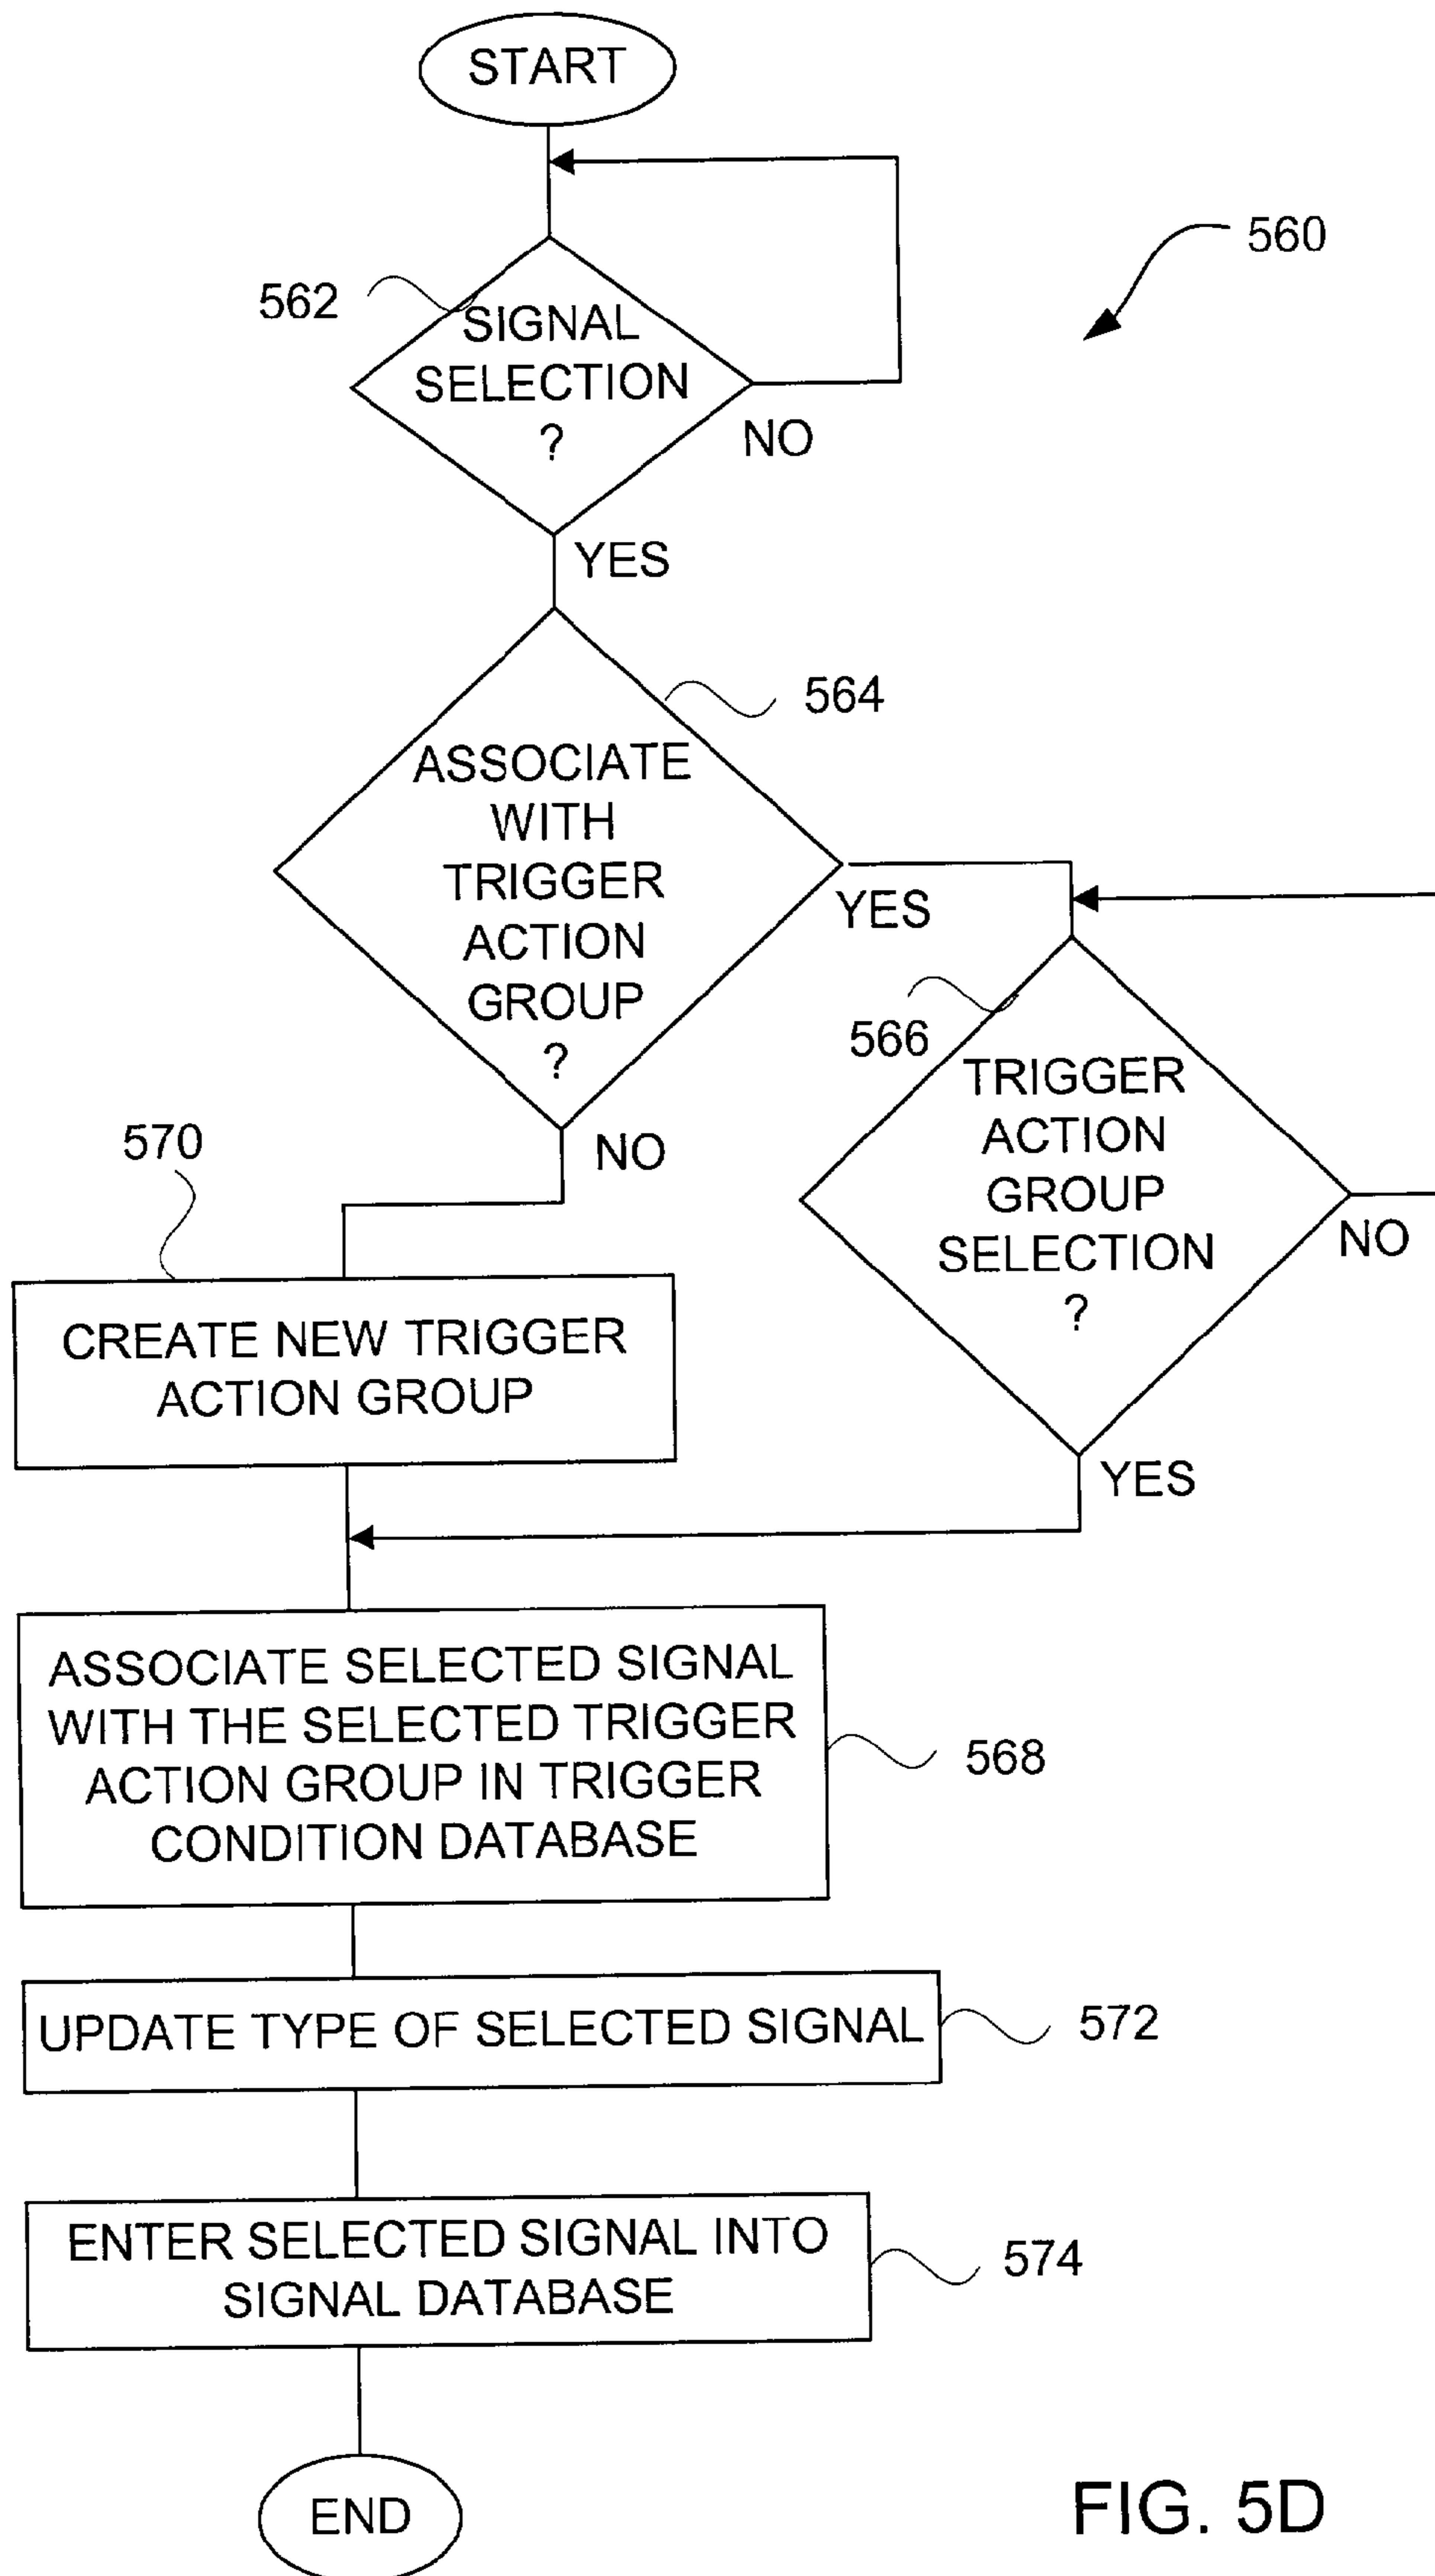 START
560
562
SIGNAL
SELECTION
?
NO
YES
564
ASSOCIATE
WITH
TRIGGER
ACTION
GROUP
?
YES
NO
566
TRIGGER
ACTION
GROUP
SELECTION
?
NO
YES
570
CREATE NEW TRIGGER
ACTION GROUP
ASSOCIATE SELECTED SIGNAL
WITH THE SELECTED TRIGGER
ACTION GROUP IN TRIGGER
CONDITION DATABASE
568
UPDATE TYPE OF SELECTED SIGNAL
572
ENTER SELECTED SIGNAL INTO
SIGNAL DATABASE
574
END
FIG. 5D